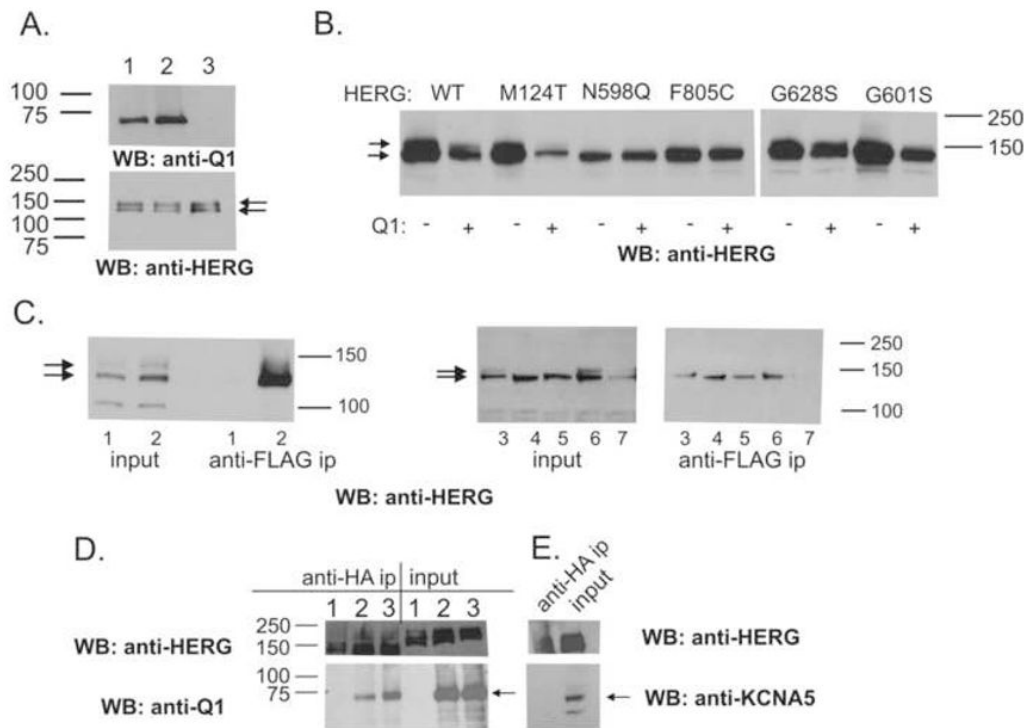 A.
1 2 3
100
75
WB: anti-Q1
250
150
100
75
WB: anti-HERG
B.
HERG: WT M124T N598Q F805C G628S G601S
250
150
Q1: - + - + - + - + - + - +
WB: anti-HERG
C.
150
100
1 2 1 2
input anti-FLAG ip
250
150
100
3 4 5 6 7 3 4 5 6 7
input anti-FLAG ip
WB: anti-HERG
D.
anti-HA ip input
1 2 3 1 2 3
WB: anti-HERG
250
150
WB: anti-Q1
100
75
E.
anti-HA ip
input
WB: anti-HERG
WB: anti-KCNA5